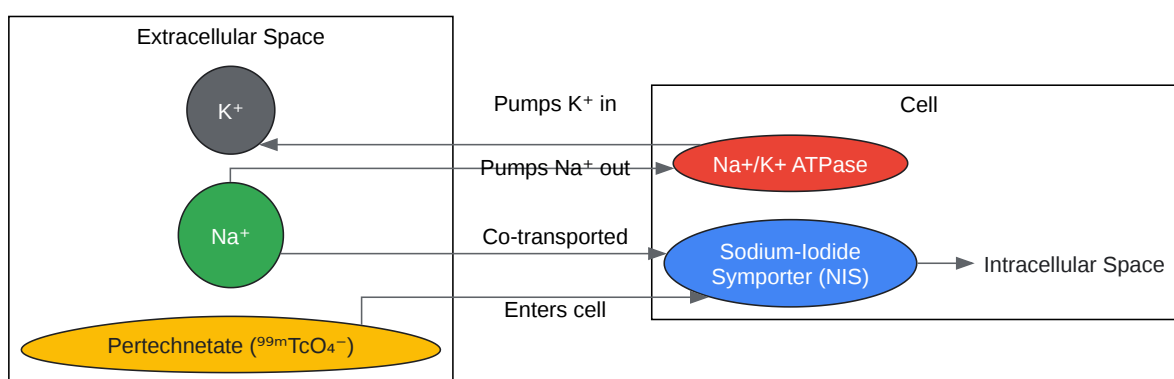 Extracellular Space
K⁺
Pumps K⁺ in
Cell
Na+/K+ ATPase
Pumps Na⁺ out
Na⁺
Co-transported
Sodium-Iodide
Symporter (NIS)
Intracellular Space
Enters cell
Pertechnetate (⁹⁹ᵐTcO₄⁻)